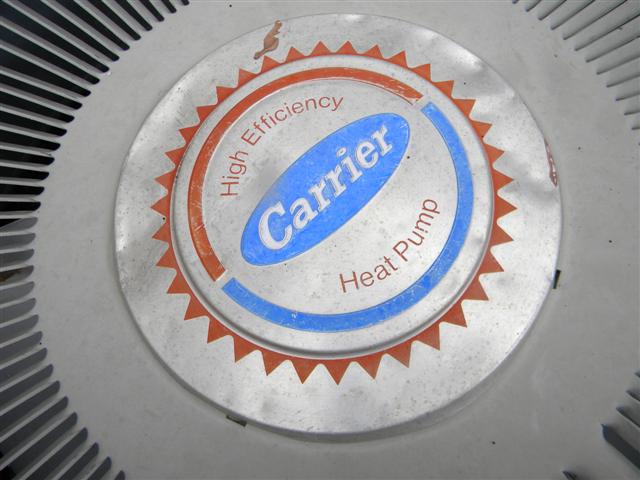 High Efficiency
Carrier
Heat Pump